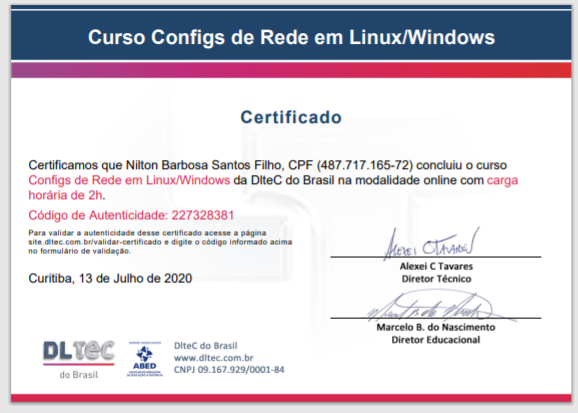 Curso Configs de Rede em Linux/Windows
Certificado
Certificamos que Nilton Barbosa Santos Filho, CPF (487.717.165-72) concluiu o curso
Configs de Rede em Linux/Windows da DlteC do Brasil na modalidade online com carga
horária de 2h.
Código de Autenticidade: 227328381
Para validar a autenticidade desse certificado acesse a página
site.dltec.com.br/validar-certificado e digite o código informado acima
no formulário de validação.
Curitiba, 13 de Julho de 2020
Alexei C Tavares
Diretor Técnico
Marcelo B. do Nascimento
Diretor Educacional
DLTEC
do Brasil
ABED
DlteC do Brasil
www.dltec.com.br
CNPJ 09.167.929/0001-84